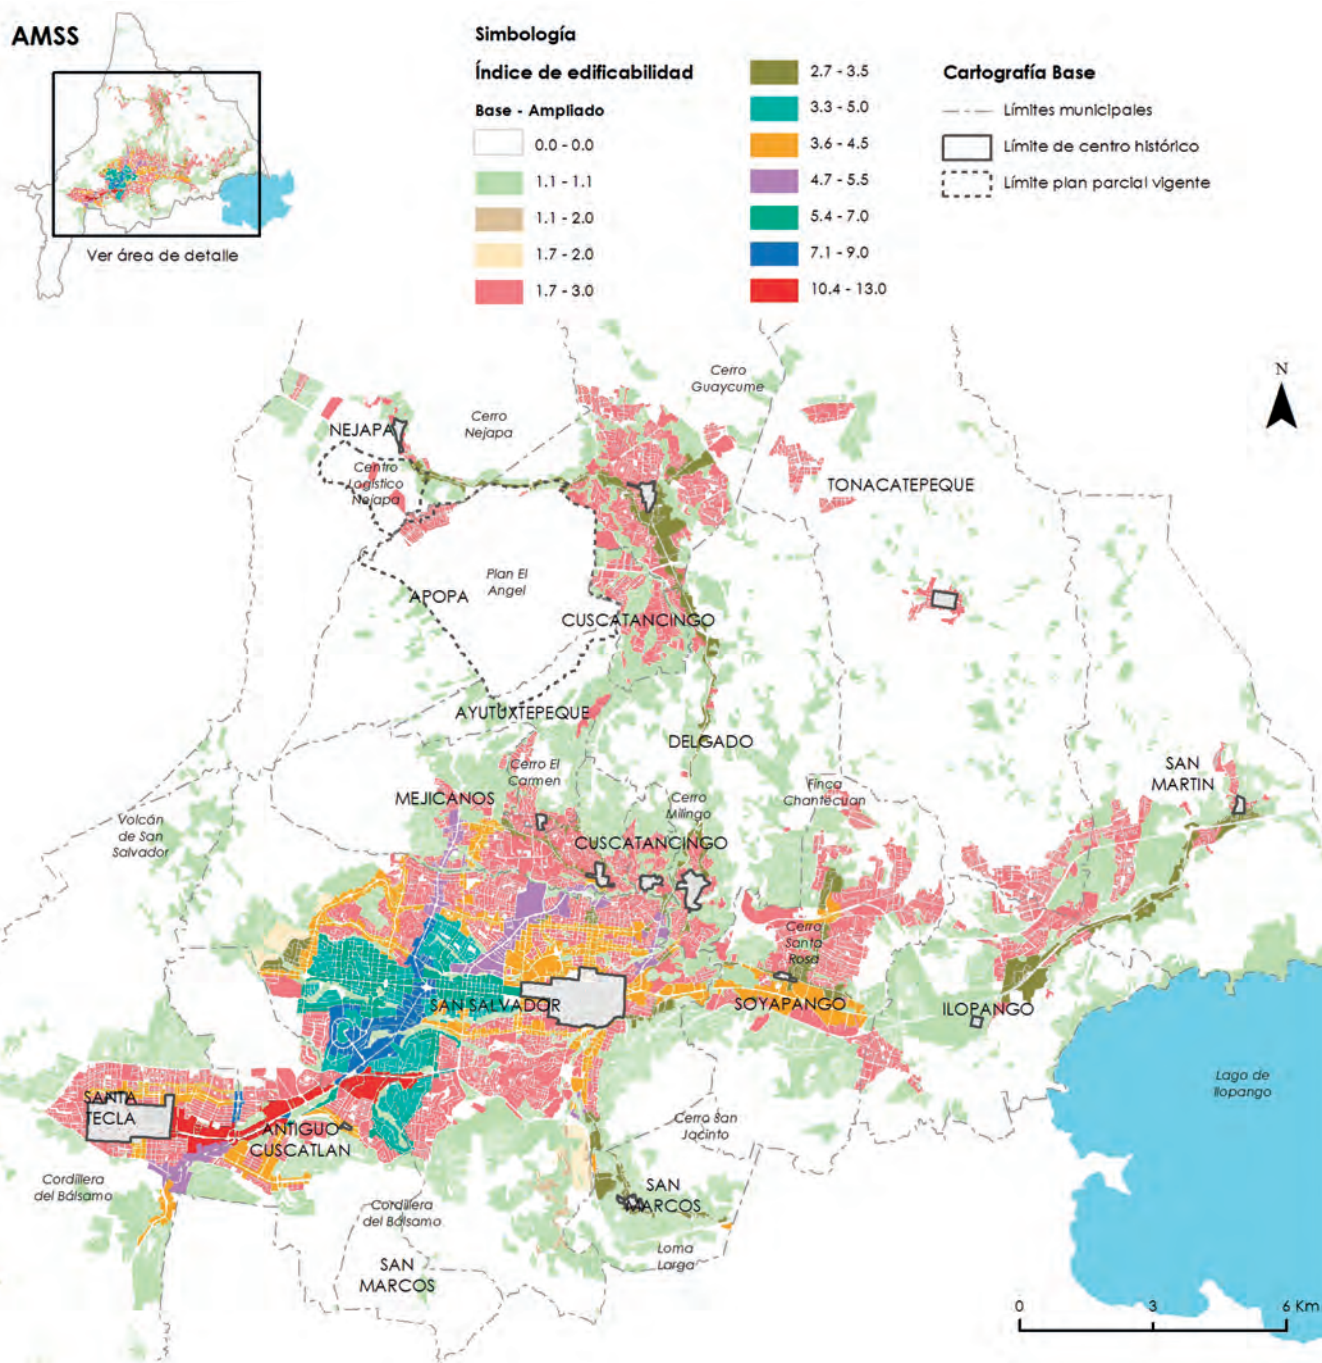 AMSS
Ver área de detalle
Simbología
Índice de edificabilidad
Base - Ampliado
0.0 - 0.0
1.1 - 1.1
1.1 - 2.0
1.7 - 2.0
1.7 - 3.0
2.7 - 3.5
3.3 - 5.0
3.6 - 4.5
4.7 - 5.5
5.4 - 7.0
7.1 - 9.0
10.4 - 13.0
Cartografía Base
Límites municipales
Límite de centro histórico
Límite plan parcial vigente
N
Cerro
Guaycume
Cerro
Nejapa
NEJAPA
Centro
Logístico
Nejapa
TONACATEPEQUE
Plan El
Angel
APOPA
CUSCATANCINGO
AYUTUXTEPEQUE
DELGADO
Cerro El
Carmen
MEJICANOS
Cerro
Milingo
Finca
Chantecuan
SAN
MARTIN
Volcán
de San
Salvador
CUSCATANCINGO
Cerro
Santa
Rosa
SAN SALVADOR
SOYAPANGO
ILOPANGO
Lago de
Ilopango
SANTA
TECLA
ANTIGUO
CUSCATLAN
Cerro San
Jacinto
Cordillera
del Bálsamo
Cordillera
del Bálsamo
SAN
MARCOS
Loma
Larga
SAN
MARCOS
0 3 6 Km